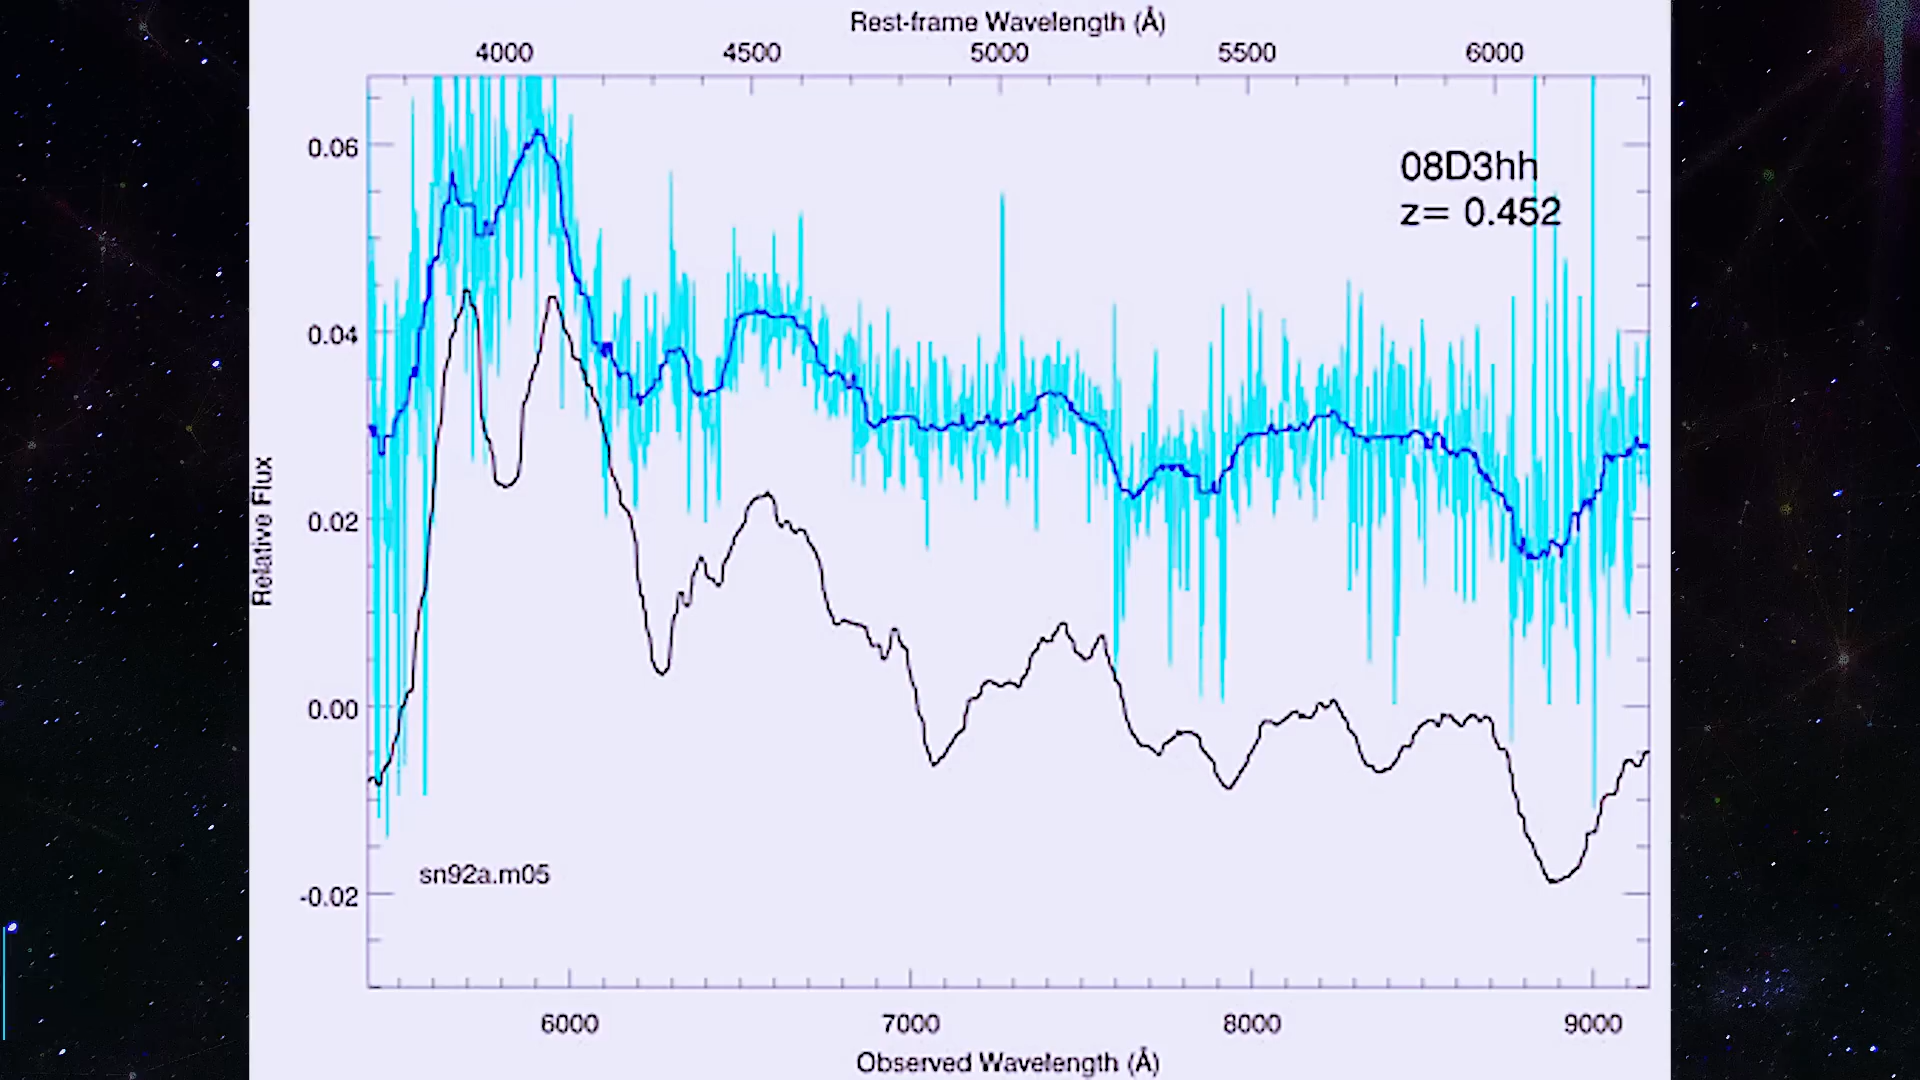 Rest-frame Wavelength (Å)
4000 4500 5000 5500 6000
0.06
08D3hh
z= 0.452
0.04
Relative Flux
0.02
0.00
sn92a.m05
-0.02
6000 7000 8000 9000
Observed Wavelength (Å)